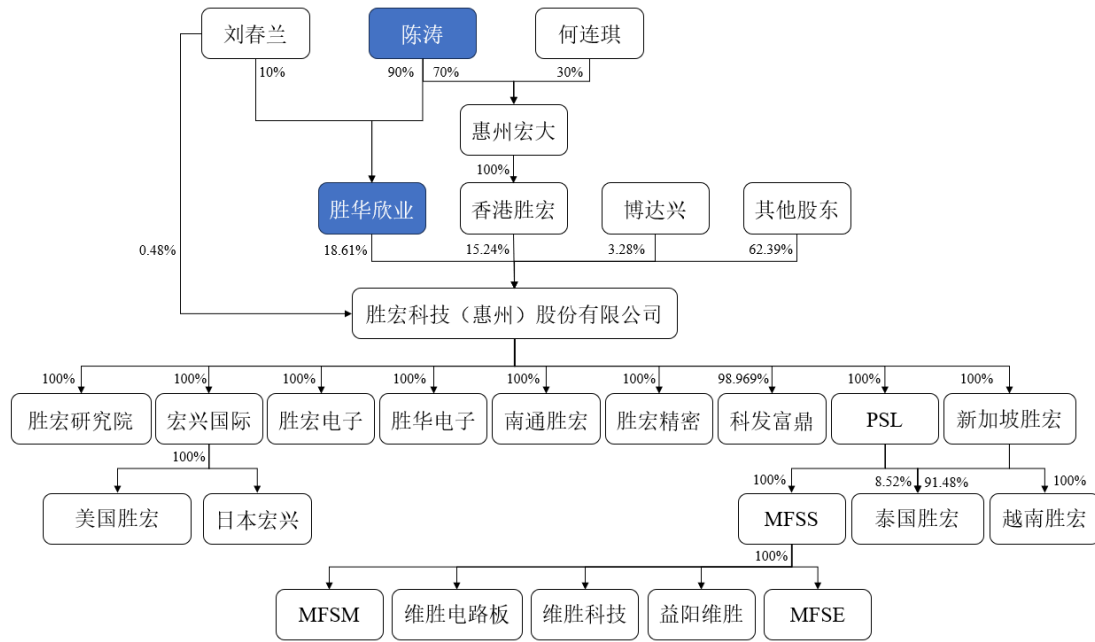 刘春兰
陈涛
何连琪
10%
90%
70%
30%
惠州宏大
100%
胜华欣业
香港胜宏
博达兴
其他股东
0.48%
18.61%
15.24%
3.28%
62.39%
胜宏科技（惠州）股份有限公司
100%
100%
100%
100%
100%
100%
98.969%
100%
100%
胜宏研究院
宏兴国际
胜宏电子
胜华电子
南通胜宏
胜宏精密
科发富鼎
PSL
新加坡胜宏
100%
100%
8.52%
91.48%
100%
美国胜宏
日本宏兴
MFSS
泰国胜宏
越南胜宏
100%
MFSM
维胜电路板
维胜科技
益阳维胜
MFSE